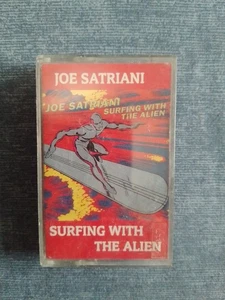 JOE SATRIANI
JOE SATRIANI
SURFING WITH
THE ALIEN
SURFING WITH
THE ALIEN